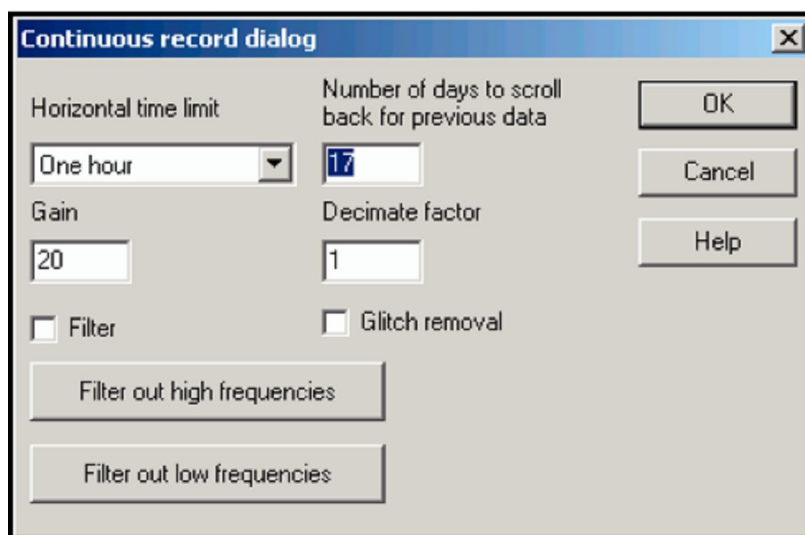 Continuous record dialog
Horizontal time limit
Number of days to scroll
back for previous data
OK
One hour
17
Cancel
Gain
Decimate factor
Help
20
1
Filter
Glitch removal
Filter out high frequencies
Filter out low frequencies